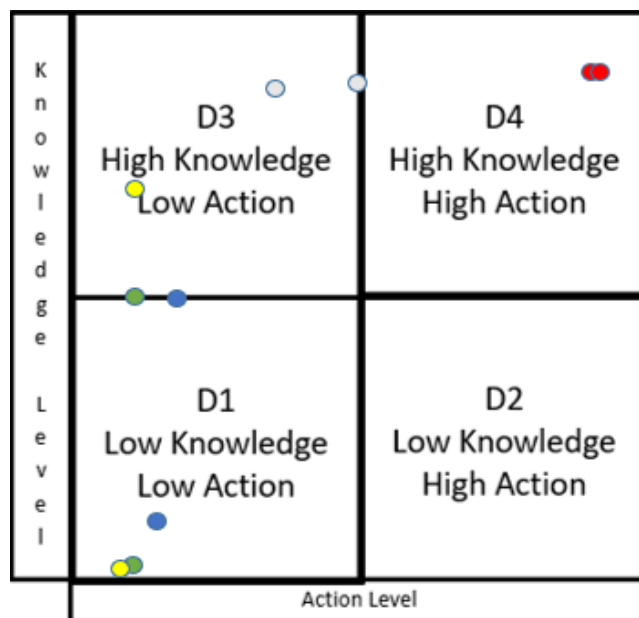 Knowledge Level
D3
High Knowledge
Low Action
D4
High Knowledge
High Action
D1
Low Knowledge
Low Action
D2
Low Knowledge
High Action
Action Level